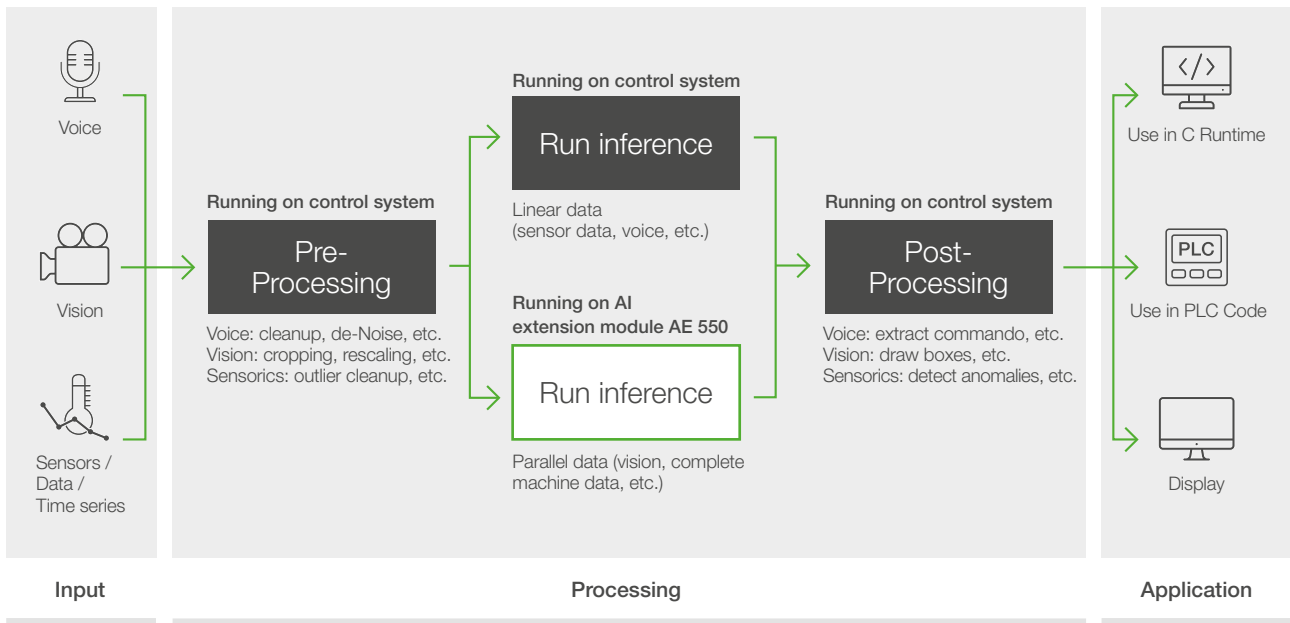 Voice
Vision
Sensors /
Data /
Time series
Running on control system
Pre-
Processing
Voice: cleanup, de-Noise, etc.
Vision: cropping, rescaling, etc.
Sensorics: outlier cleanup, etc.
Running on control system
Run inference
Linear data
(sensor data, voice, etc.)
Running on AI
extension module AE 550
Run inference
Parallel data (vision, complete
machine data, etc.)
Running on control system
Post-
Processing
Voice: extract commando, etc.
Vision: draw boxes, etc.
Sensorics: detect anomalies, etc.
</>
Use in C Runtime
PLC
Use in PLC Code
Display
Input
Processing
Application